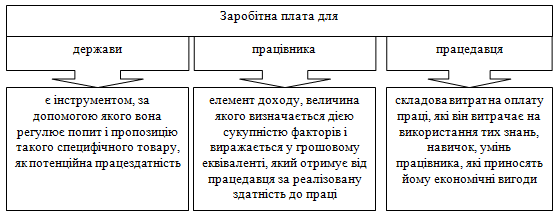 Заробітна плата для
держави
працівника
працедавця
є інструментом, за
допомогою якого вона
регулює попит і пропозицію
такого специфічного товару,
як потенційна працездатність
елемент доходу, величина
якого визначається дією
сукупністю факторів і
виражається у грошовому
еквіваленті, який отримує від
працедавця за реалізовану
здатність до праці
складова витрат на оплату
праці, які він витрачає на
використання тих знань,
навичок, умінь
працівника, які приносять
йому економічні вигоди